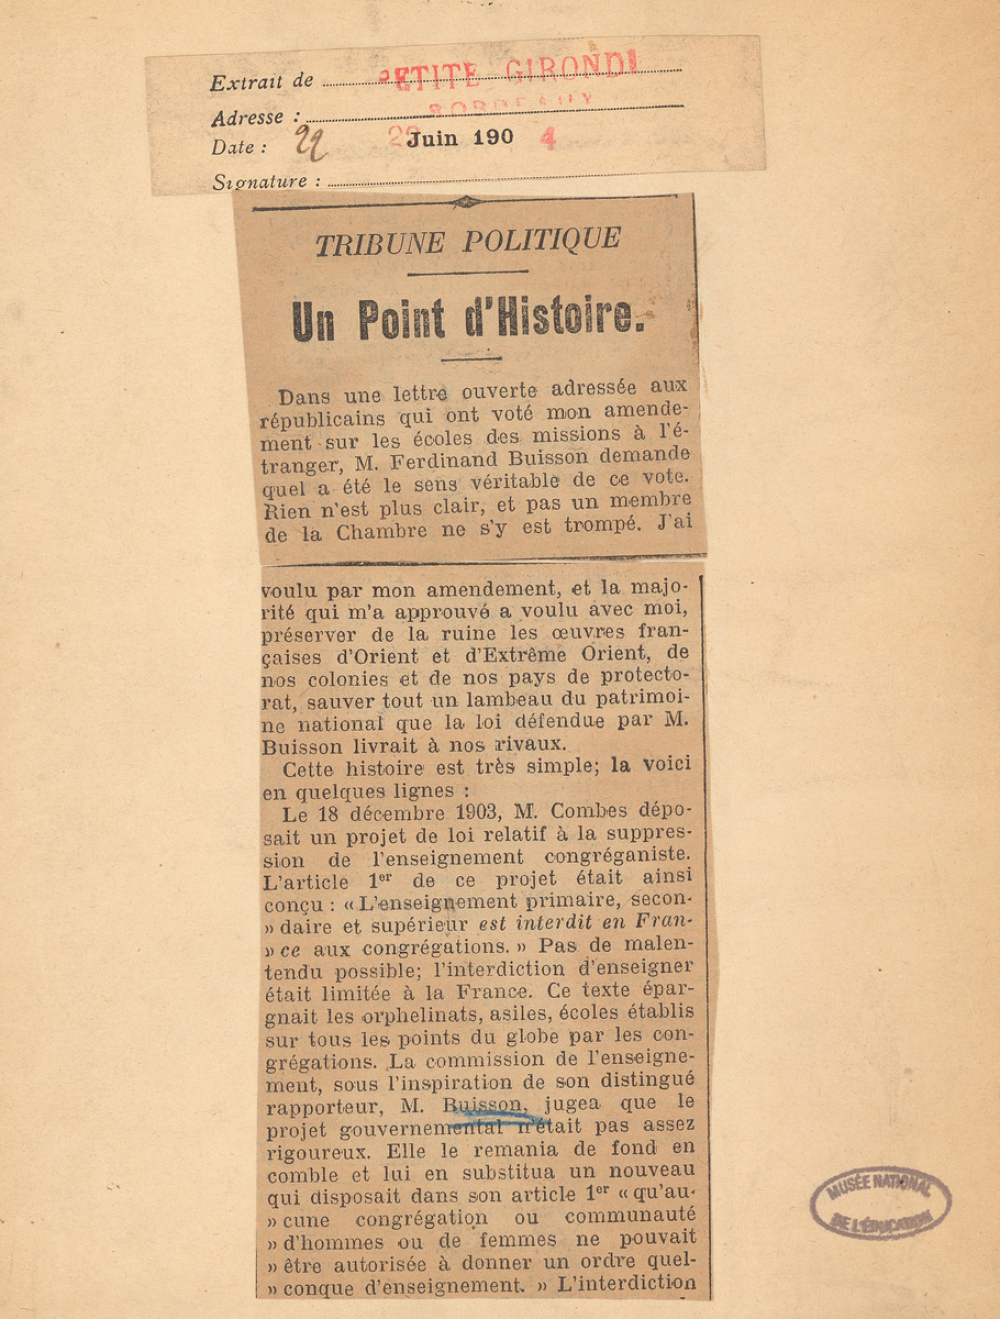 Extrait de PETITE GIRONDE
Adresse : BORDEAUX
Date : 22 Juin 190 4
Signature :
TRIBUNE POLITIQUE
Un Point d'Histoire.
Dans une lettre ouverte adressée aux
républicains qui ont voté mon amende-
ment sur les écoles des missions à l'é-
tranger, M. Ferdinand Buisson demande
quel a été le sens véritable de ce vote.
Rien n'est plus clair, et pas un membre
de la Chambre ne s'y est trompé. J'ai
voulu par mon amendement, et la majo-
rité qui m'a approuvé a voulu avec moi,
préserver de la ruine les œuvres fran-
çaises d'Orient et d'Extrême Orient, de
nos colonies et de nos pays de protecto-
rat, sauver tout un lambeau du patrimoi-
ne national que la loi défendue par M.
Buisson livrait à nos rivaux.
Cette histoire est très simple; la voici
en quelques lignes :
Le 18 décembre 1903, M. Combes dépo-
sait un projet de loi relatif à la suppres-
sion de l'enseignement congréganiste.
L'article 1er de ce projet était ainsi
conçu : « L'enseignement primaire, secon-
» daire et supérieur est interdit en Fran-
» ce aux congrégations. » Pas de malen-
tendu possible; l'interdiction d'enseigner
était limitée à la France. Ce texte épar-
gnait les orphelinats, asiles, écoles établis
sur tous les points du globe par les con-
grégations. La commission de l'enseigne-
ment, sous l'inspiration de son distingué
rapporteur, M. Buisson, jugea que le
projet gouvernemental n'était pas assez
rigoureux. Elle le remania de fond en
comble et lui en substitua un nouveau
qui disposait dans son article 1er « qu'au-
» cune congrégation ou communauté
» d'hommes ou de femmes ne pouvait
» être autorisée à donner un ordre quel-
» conque d'enseignement. » L'interdiction
MUSÉE NATIONAL
DE L'ÉDUCATION